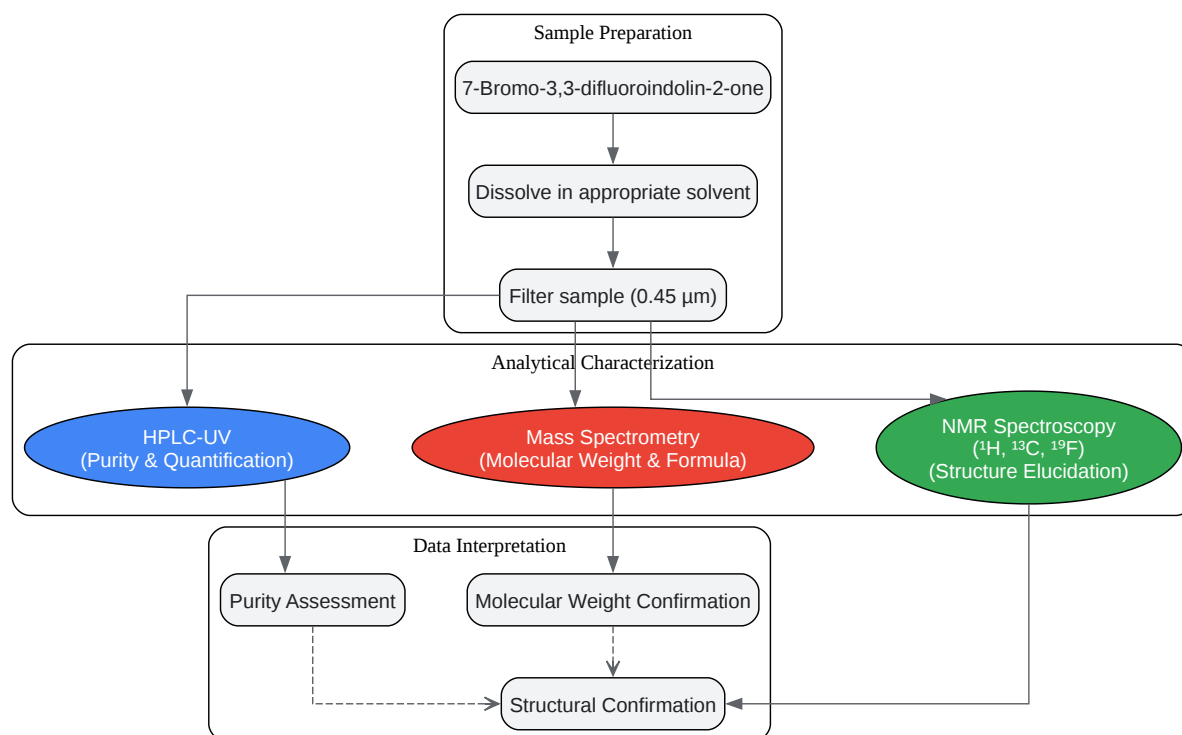 Sample Preparation
7-Bromo-3,3-difluoroindolin-2-one
Dissolve in appropriate solvent
Filter sample (0.45 µm)
Analytical Characterization
HPLC-UV
(Purity & Quantification)
Mass Spectrometry
(Molecular Weight & Formula)
NMR Spectroscopy
(¹H, ¹³C, ¹⁹F)
(Structure Elucidation)
Data Interpretation
Purity Assessment
Molecular Weight Confirmation
Structural Confirmation